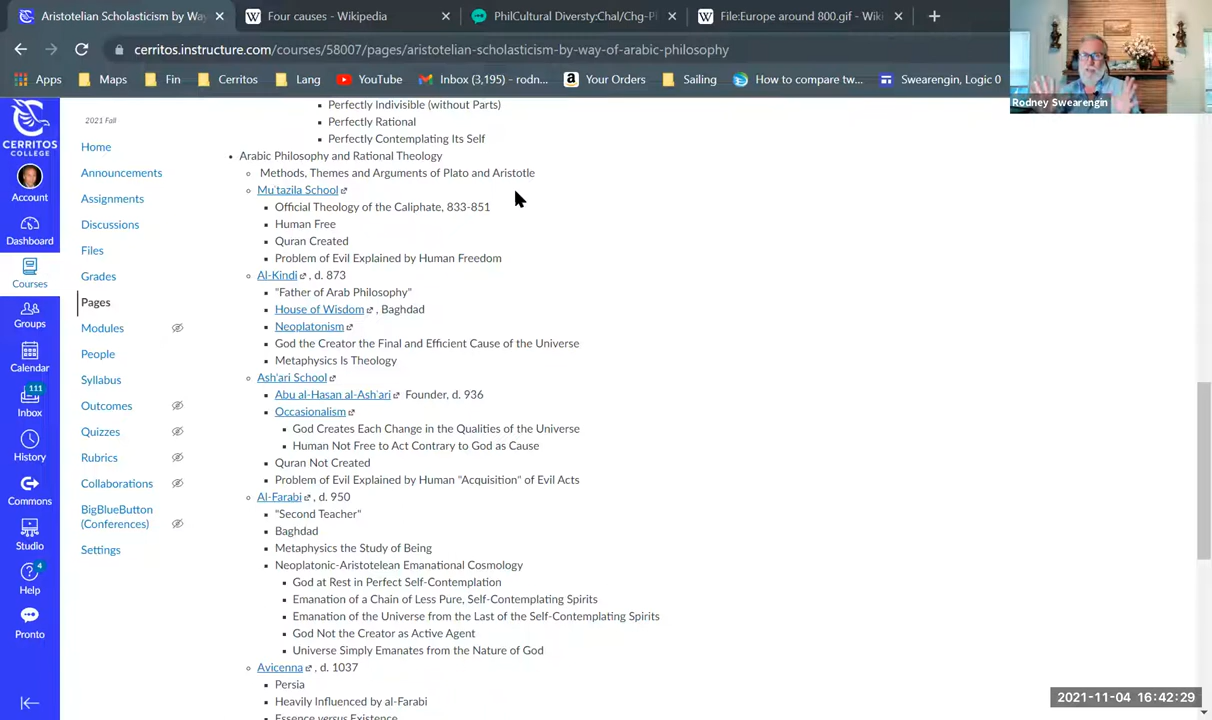 Aristotelian Scholasticism by Way
Four causes - Wikipedia
PhilCultural Diversty:Chal/Chg-P
File:Europe around 800.gif - Wiki
cerritos.instructure.com/courses/58007/pages/aristotelian-scholasticism-by-way-of-arabic-philosophy
Apps
Maps
Fin
Cerritos
Lang
YouTube
Inbox (3,195) - rodn...
Your Orders
Sailing
How to compare tw...
Swearengin, Logic 0
Rodney Swearengin
CERRITOS
COLLEGE
Account
Dashboard
Courses
Groups
Calendar
111
Inbox
History
Commons
Studio
4
Help
Pronto
2021 Fall
Home
Announcements
Assignments
Discussions
Files
Grades
Pages
Modules
People
Syllabus
Outcomes
Quizzes
Rubrics
Collaborations
BigBlueButton
(Conferences)
Settings
Perfectly Indivisible (without Parts)
Perfectly Rational
Perfectly Contemplating Its Self
Arabic Philosophy and Rational Theology
Methods, Themes and Arguments of Plato and Aristotle
Muʿtazila School
Official Theology of the Caliphate, 833-851
Human Free
Quran Created
Problem of Evil Explained by Human Freedom
Al-Kindi , d. 873
"Father of Arab Philosophy"
House of Wisdom , Baghdad
Neoplatonism
God the Creator the Final and Efficient Cause of the Universe
Metaphysics Is Theology
Ash'ari School
Abu al-Hasan al-Ashʿari Founder, d. 936
Occasionalism
God Creates Each Change in the Qualities of the Universe
Human Not Free to Act Contrary to God as Cause
Quran Not Created
Problem of Evil Explained by Human "Acquisition" of Evil Acts
Al-Farabi , d. 950
"Second Teacher"
Baghdad
Metaphysics the Study of Being
Neoplatonic-Aristotelean Emanational Cosmology
God at Rest in Perfect Self-Contemplation
Emanation of a Chain of Less Pure, Self-Contemplating Spirits
Emanation of the Universe from the Last of the Self-Contemplating Spirits
God Not the Creator as Active Agent
Universe Simply Emanates from the Nature of God
Avicenna , d. 1037
Persia
Heavily Influenced by al-Farabi
Essence versus Existence
2021-11-04 16:42:29